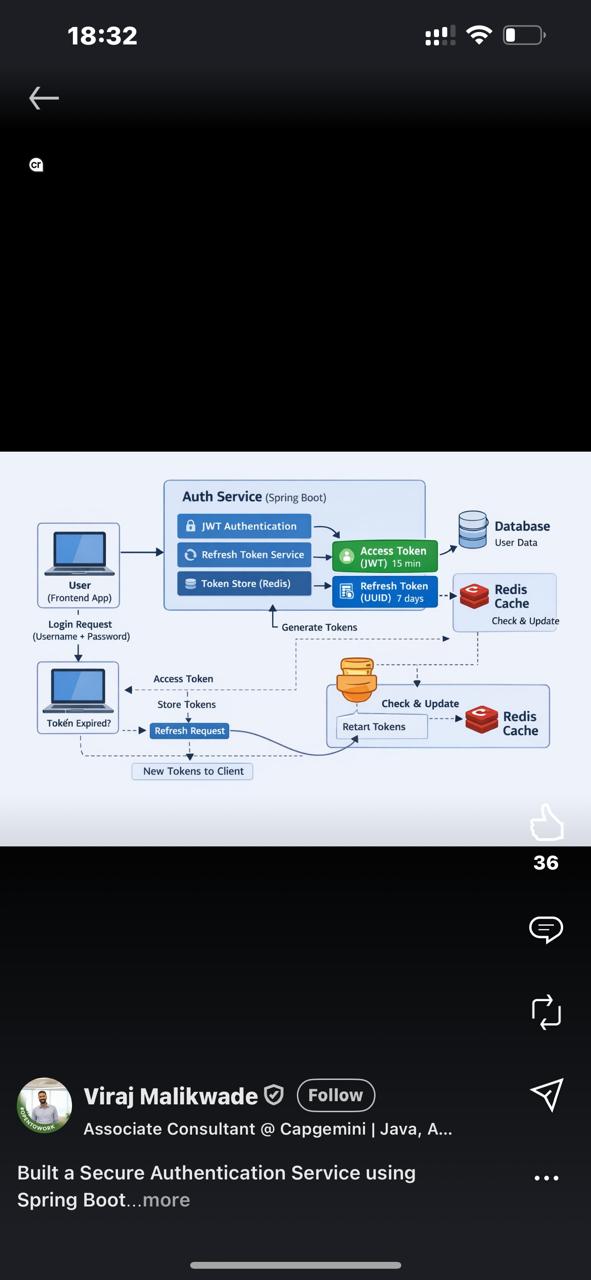 18:32
cr
Auth Service (Spring Boot)
JWT Authentication
Refresh Token Service
Token Store (Redis)
Access Token
(JWT) 15 min
Refresh Token
(UUID) 7 days
Database
User Data
Redis
Cache
Check & Update
User
(Frontend App)
Login Request
(Username + Password)
Generate Tokens
Token Expired?
Access Token
Store Tokens
Refresh Request
New Tokens to Client
Check & Update
Retart Tokens
Redis
Cache
36
#OPENTOWORK
Viraj Malikwade
Follow
Associate Consultant @ Capgemini | Java, A...
Built a Secure Authentication Service using
Spring Boot...more